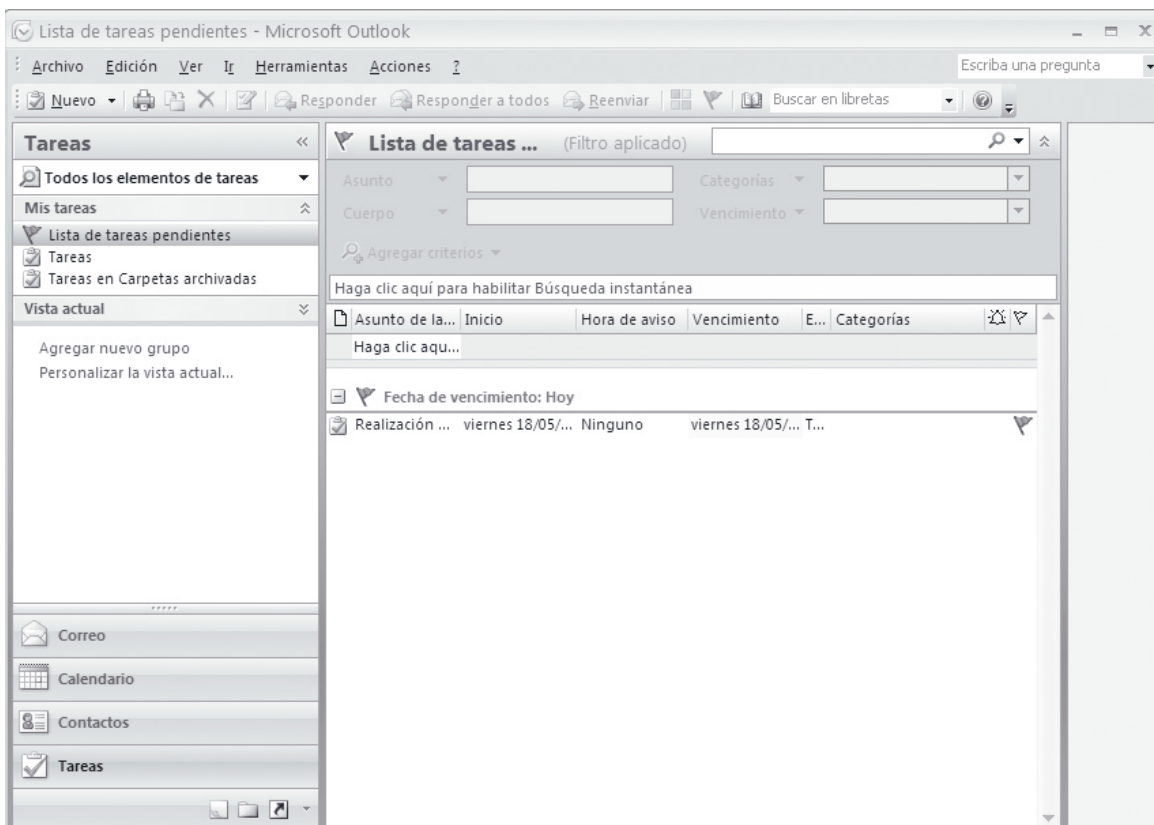 Lista de tareas pendientes - Microsoft Outlook
Archivo Edición Ver Ir Herramientas Acciones ? Escriba una pregunta
Nuevo Responder Responder a todos Reenviar Buscar en libretas
Tareas
Todos los elementos de tareas
Mis tareas
Lista de tareas pendientes
Tareas
Tareas en Carpetas archivadas
Vista actual
Agregar nuevo grupo
Personalizar la vista actual...
Correo
Calendario
Contactos
Tareas
Lista de tareas ... (Filtro aplicado)
Asunto Categorías
Cuerpo Vencimiento
Agregar criterios
Haga clic aquí para habilitar Búsqueda instantánea
Asunto de la... Inicio Hora de aviso Vencimiento E... Categorías
Haga clic aqu...
Fecha de vencimiento: Hoy
Realización ... viernes 18/05/... Ninguno viernes 18/05/... T...